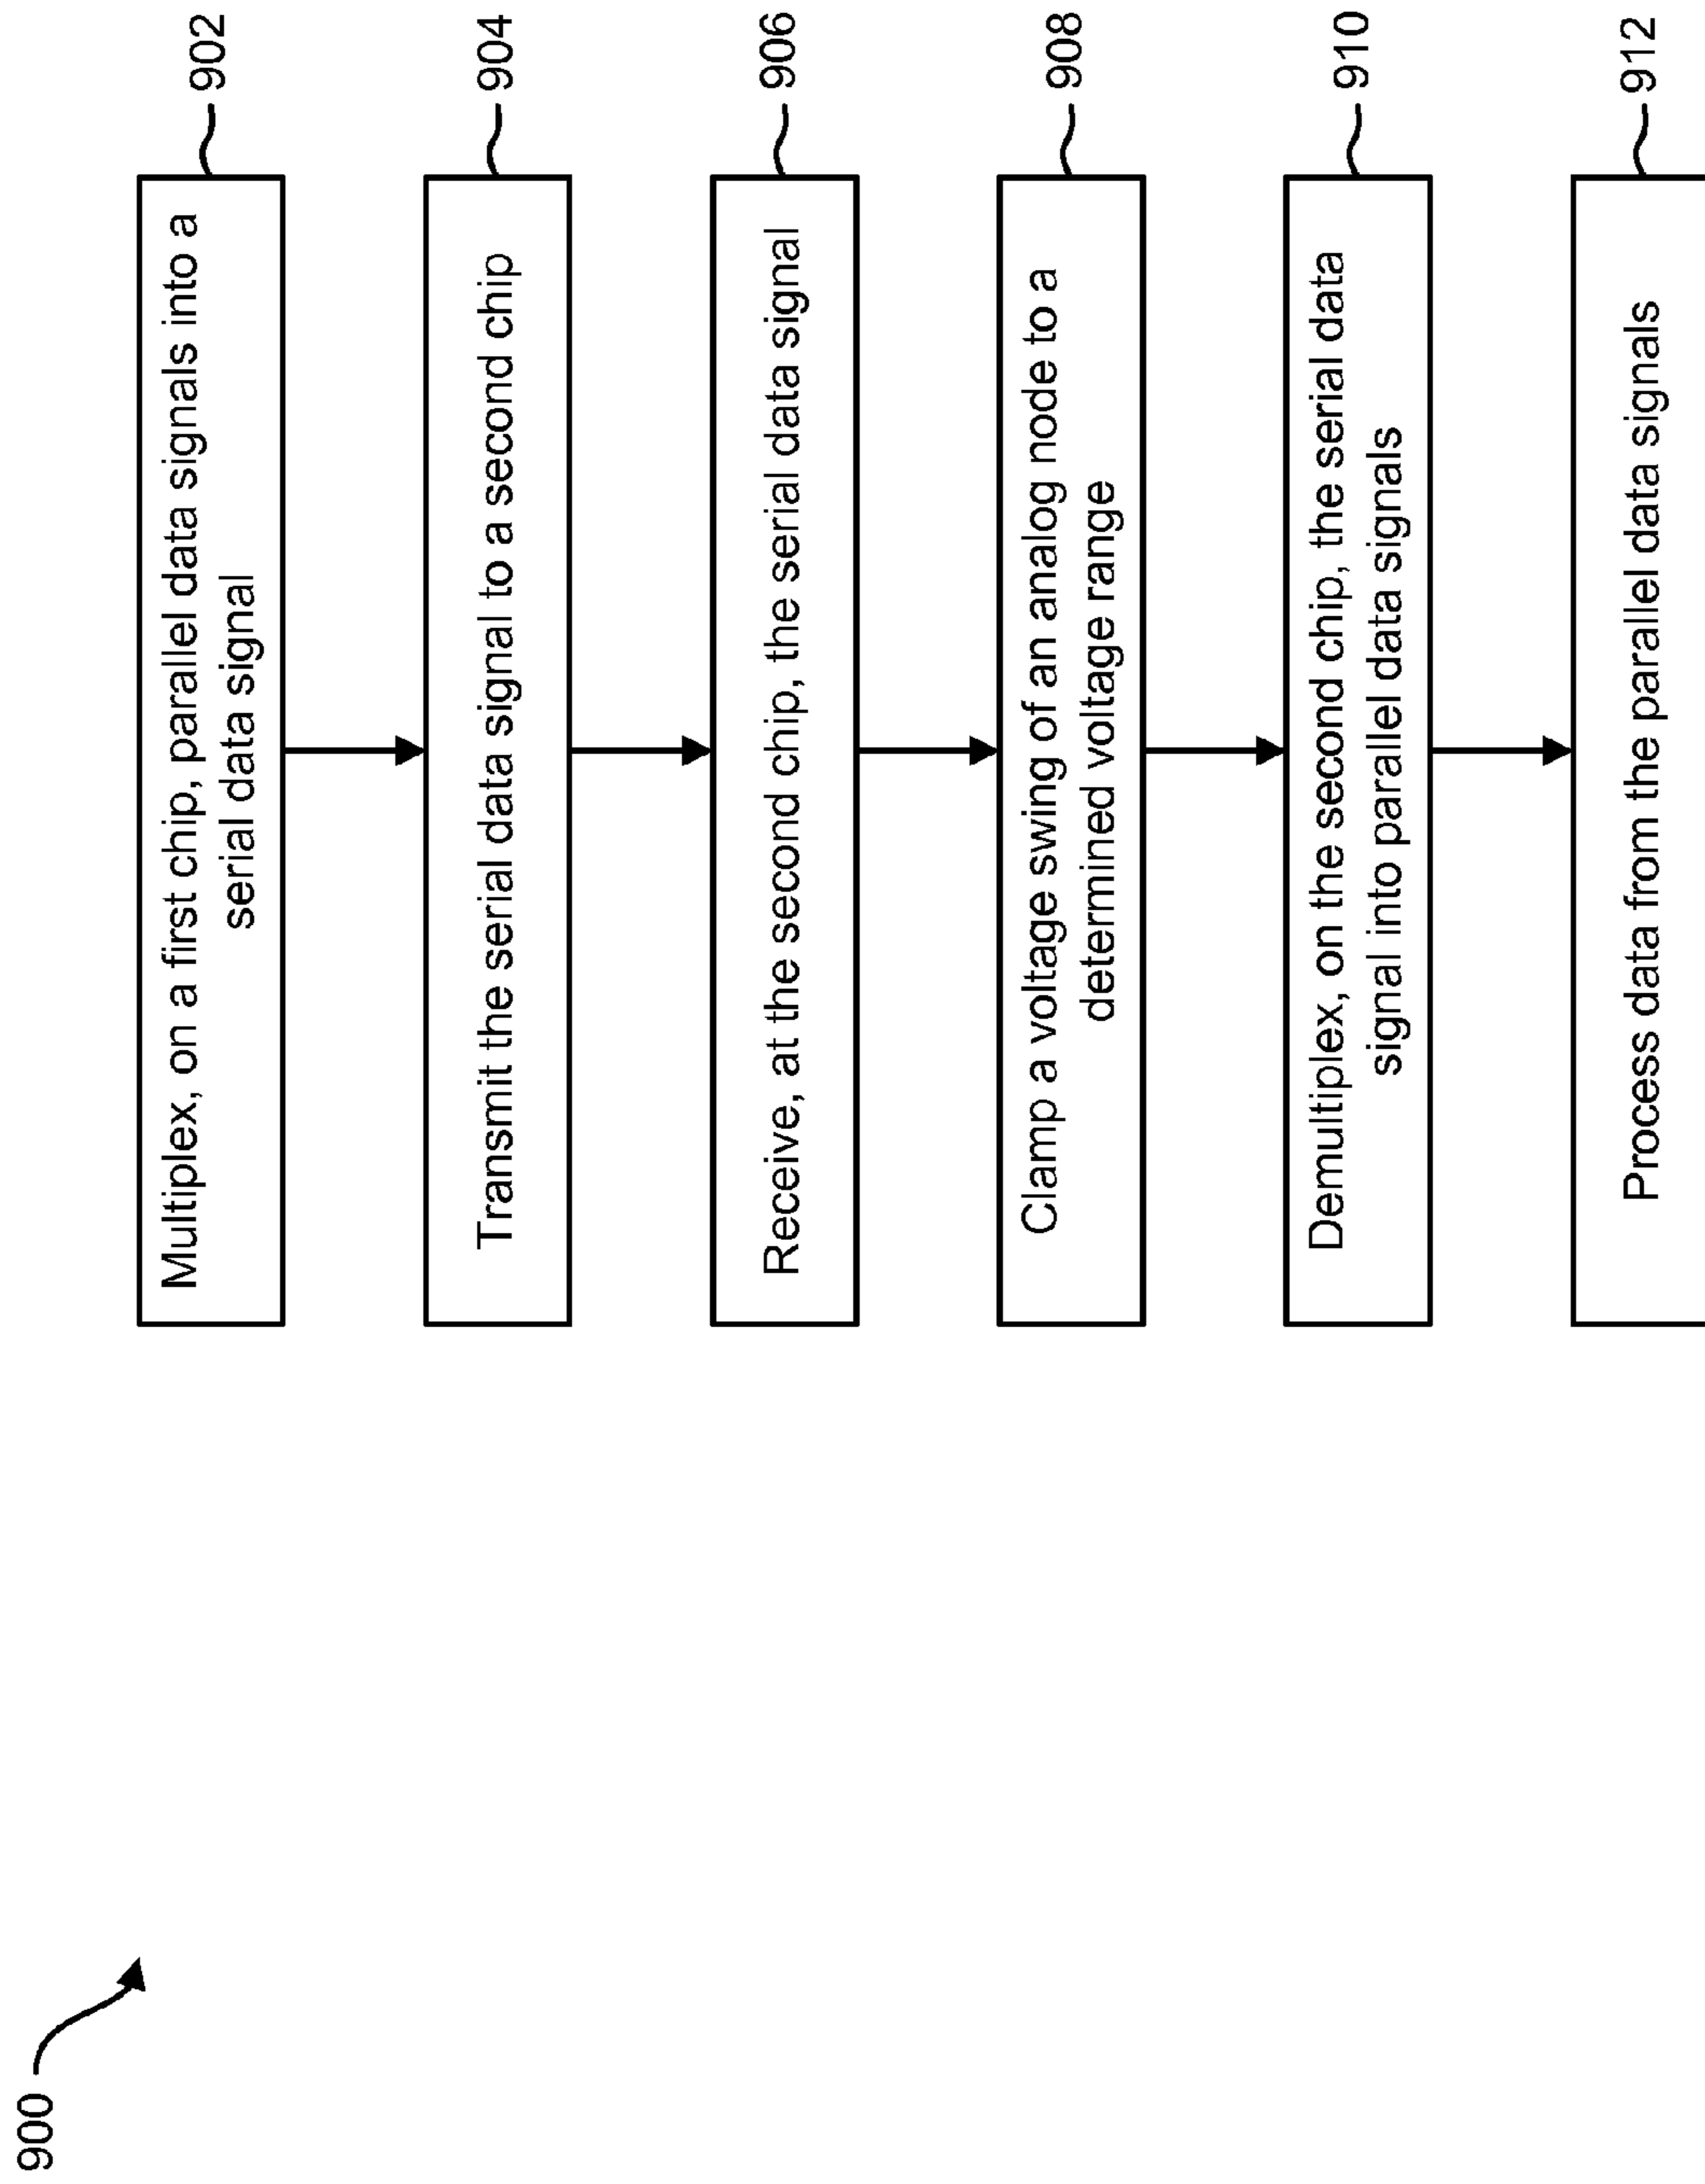 900
Multiplex, on a first chip, parallel data signals into a
serial data signal
902
Transmit the serial data signal to a second chip
904
Receive, at the second chip, the serial data signal
906
Clamp a voltage swing of an analog node to a
determined voltage range
908
Demultiplex, on the second chip, the serial data
signal into parallel data signals
910
Process data from the parallel data signals
912